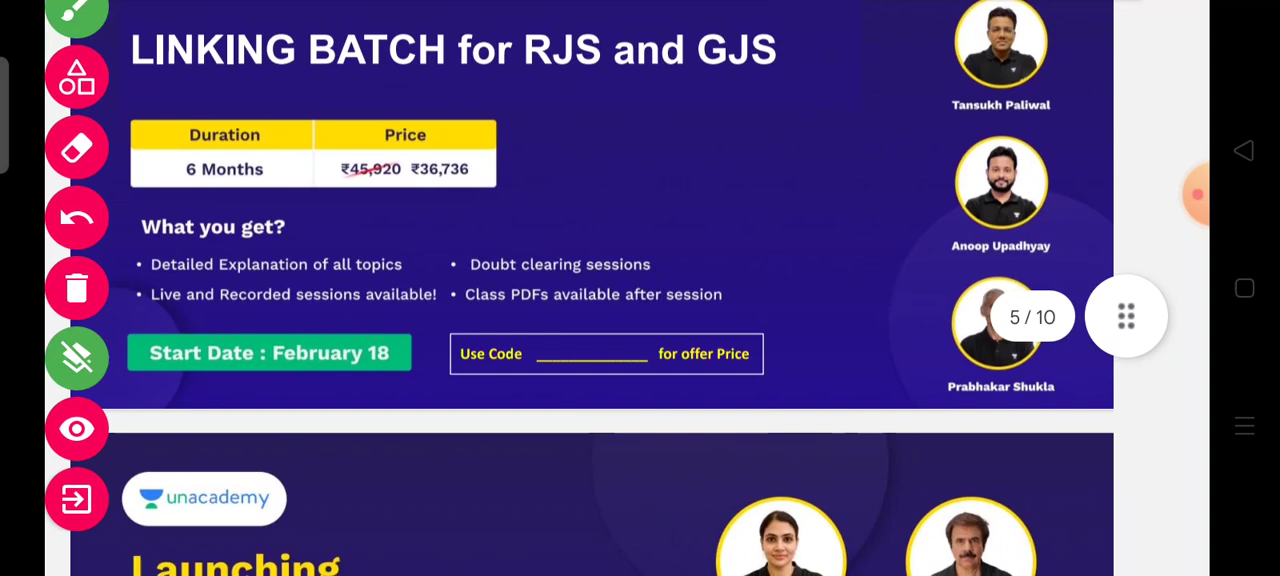 LINKING BATCH for RJS and GJS
Tansukh Paliwal
Duration Price
6 Months ₹45,920 ₹36,736
Anoop Upadhyay
What you get?
• Detailed Explanation of all topics
• Doubt clearing sessions
• Live and Recorded sessions available!
• Class PDFs available after session
5 / 10
Start Date : February 18
Use Code ______________ for offer Price
Prabhakar Shukla
unacademy
Launching